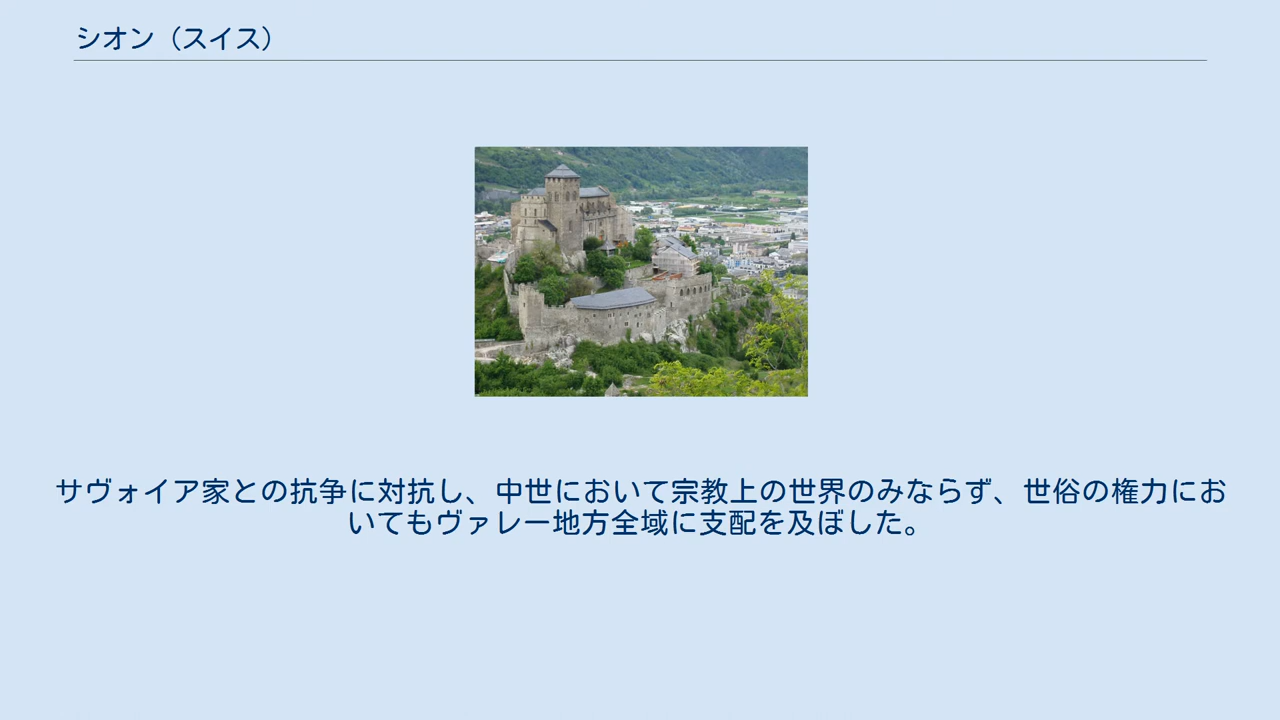 シオン（スイス）
サヴォイア家との抗争に対抗し、中世において宗教上の世界のみならず、世俗の権力にお
いてもヴァレー地方全域に支配を及ぼした。